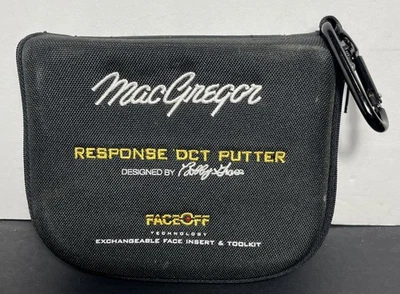 MacGregor
RESPONSE DCT PUTTER
DESIGNED BY Bobby Grace
FACEOFF
TECHNOLOGY
EXCHANGEABLE FACE INSERT & TOOLKIT